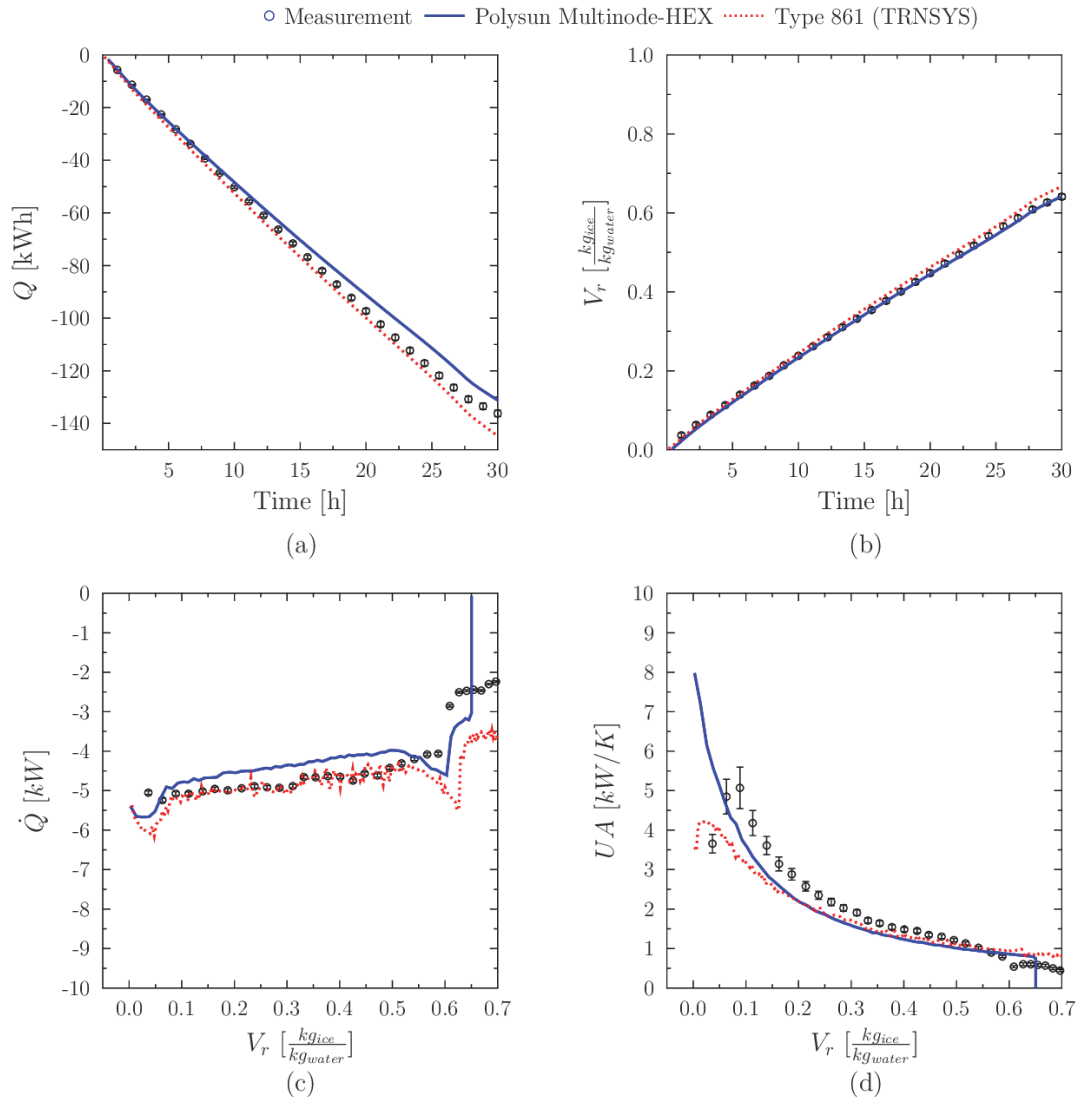 Measurement Polysun Multinode-HEX Type 861 (TRNSYS)
0
-20
-40
-60
-80
-100
-120
-140
Q [kWh]
5 10 15 20 25 30
Time [h]
(a)
1.0
0.8
0.6
0.4
0.2
0.0
V_r [kg_ice/kg_water]
5 10 15 20 25 30
Time [h]
(b)
0
-1
-2
-3
-4
-5
-6
-7
-8
-9
-10
Q̇ [kW]
0.0 0.1 0.2 0.3 0.4 0.5 0.6 0.7
V_r [kg_ice/kg_water]
(c)
10
9
8
7
6
5
4
3
2
1
0
UA [kW/K]
0.0 0.1 0.2 0.3 0.4 0.5 0.6 0.7
V_r [kg_ice/kg_water]
(d)